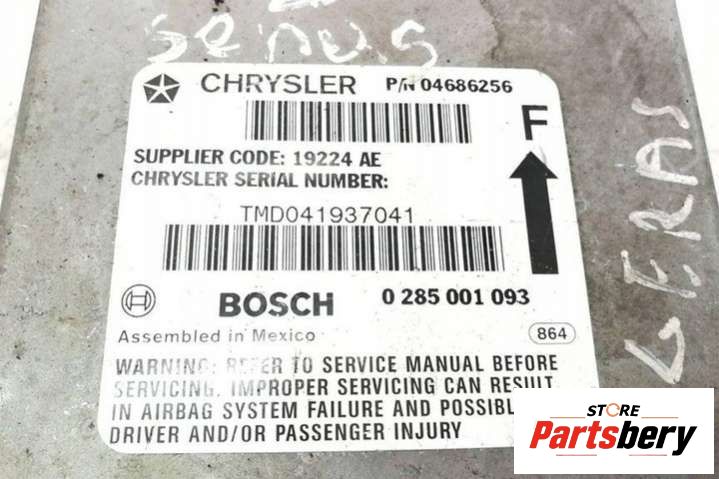 SENAS
CHRYSLER P/N 04686256
F
SUPPLIER CODE: 19224 AE
CHRYSLER SERIAL NUMBER:
TMD041937041
BOSCH 0 285 001 093
Assembled in Mexico 864
WARNING: REFER TO SERVICE MANUAL BEFORE
SERVICING. IMPROPER SERVICING CAN RESULT
IN AIRBAG SYSTEM FAILURE AND POSSIBL
DRIVER AND/OR PASSENGER INJURY
GERAS
STORE
Partsbery